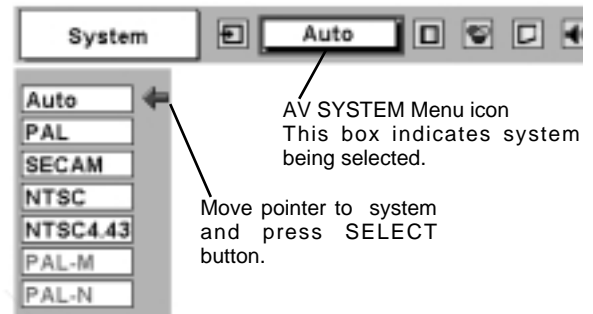 System
Auto
Auto
PAL
SECAM
NTSC
NTSC4.43
PAL-M
PAL-N
AV SYSTEM Menu icon
This box indicates system
being selected.
Move pointer to system
and press SELECT
button.